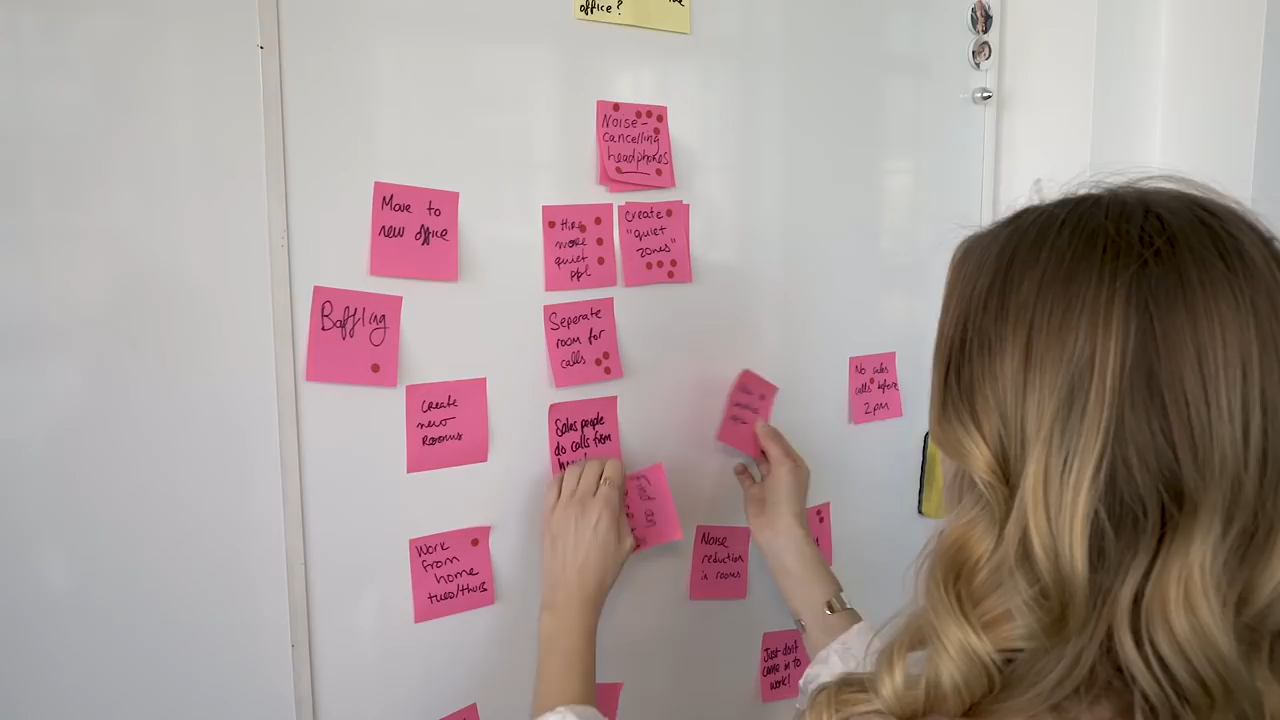 office?
Noise-
cancelling
headphones
Move to
new office
Hire
more
quiet
ppl
Create
"quiet
zones"
Baffling
Seperate
room for
calls
No sales
calls before
2pm
Create
new
rooms
Sales people
do calls from
Find an
Work
from
home
tues/thurs
Noise
reduction
in rooms
Just don't
come in to
work!